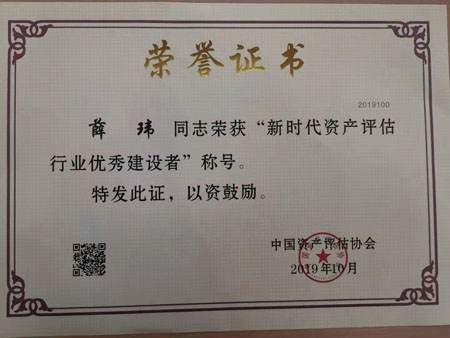 荣誉证书
2019100
薛 玮 同志荣获“新时代资产评估
行业优秀建设者”称号。
特发此证，以资鼓励。
中国资产评估协会
2019年10月